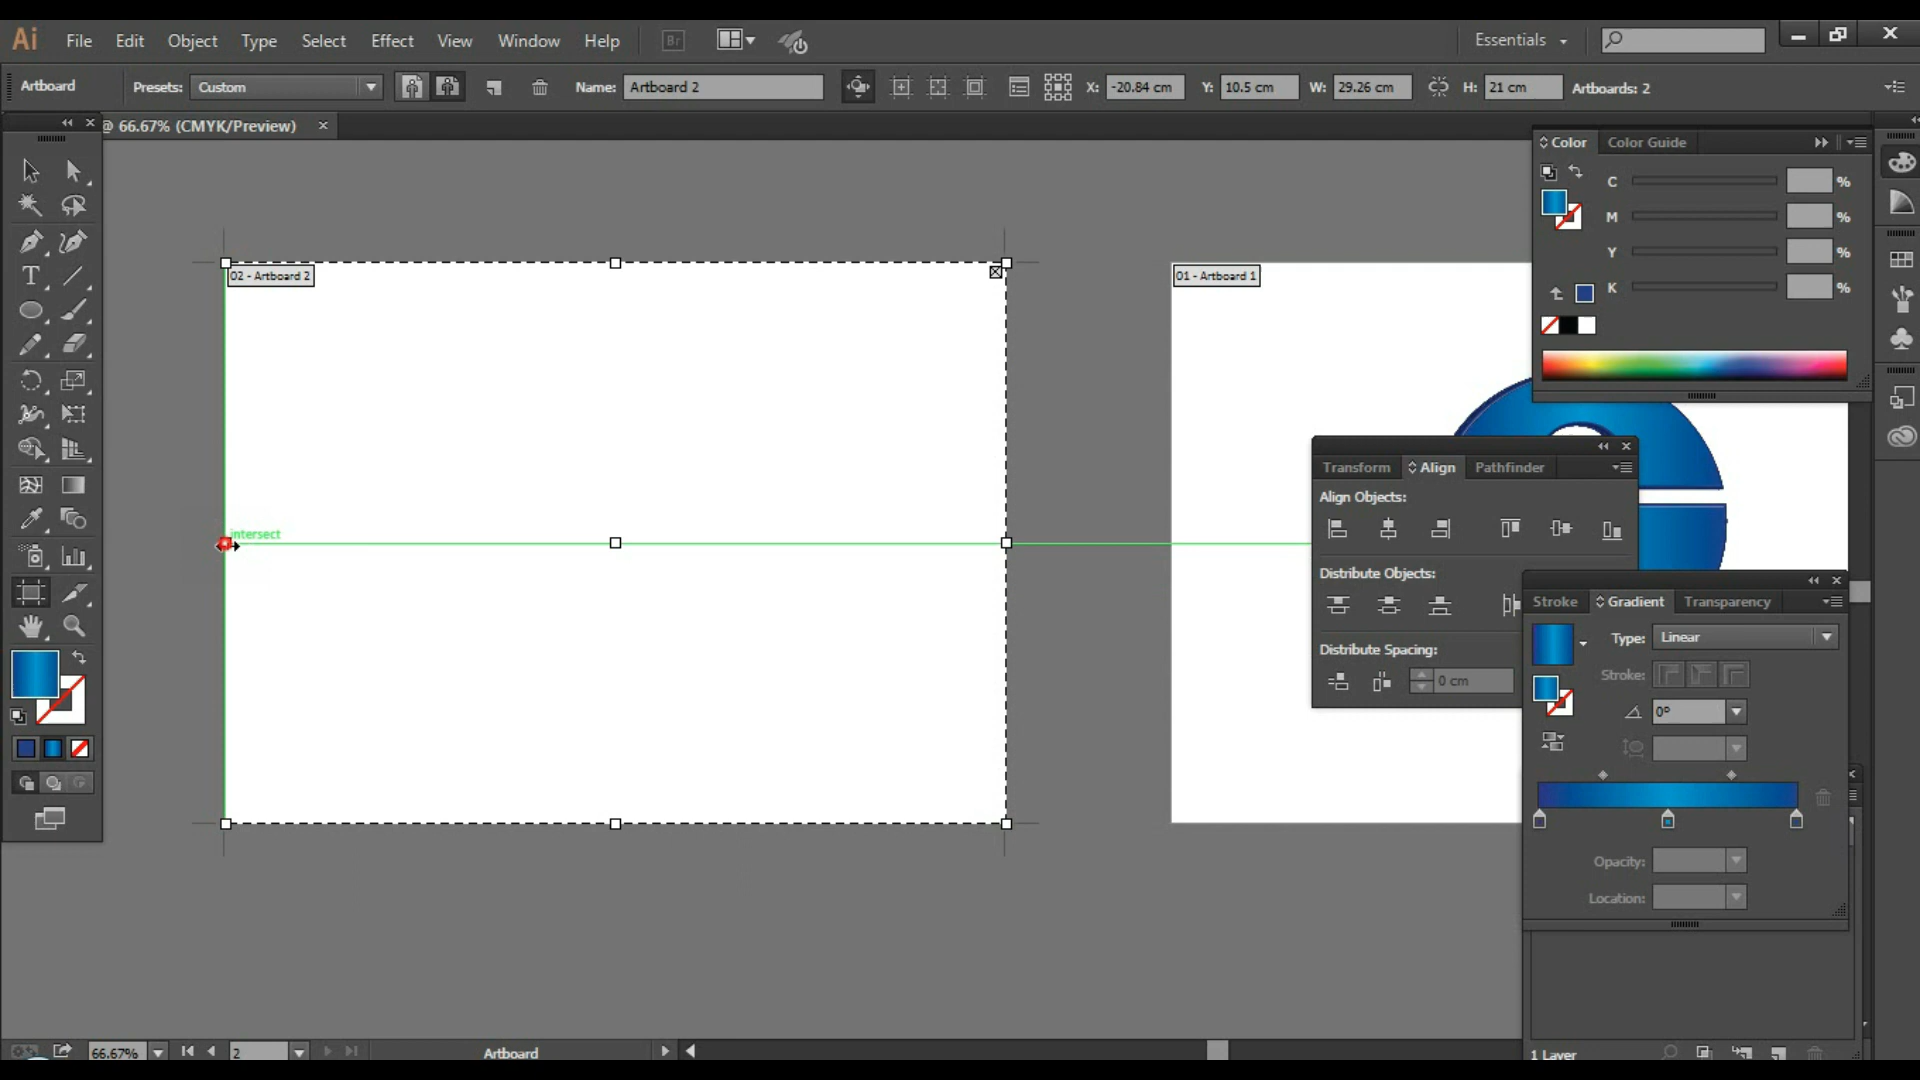 Ai File Edit Object Type Select Effect View Window Help Br Essentials
Artboard Presets: Custom Name: Artboard 2 X: -20.84 cm Y: 10.5 cm W: 29.26 cm H: 21 cm Artboards: 2
@ 66.67% (CMYK/Preview)
Color Color Guide
C %
M %
Y %
K %
02 - Artboard 2
01 - Artboard 1
intersect
Transform Align Pathfinder
Align Objects:
Distribute Objects:
Distribute Spacing:
0 cm
Stroke Gradient Transparency
Type: Linear
Stroke:
0°
Opacity:
Location:
66.67% 2 Artboard
1 Layer